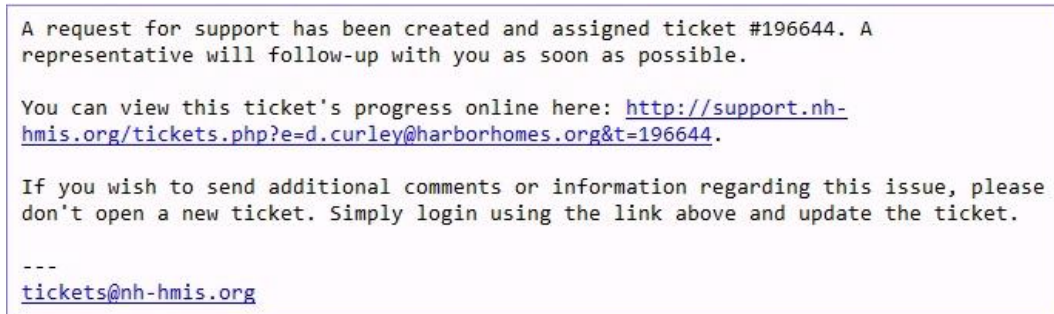 A request for support has been created and assigned ticket #196644. A
representative will follow-up with you as soon as possible.
You can view this ticket's progress online here: http://support.nh-
hmis.org/tickets.php?e=d.curley@harborhomes.org&t=196644.
If you wish to send additional comments or information regarding this issue, please
don't open a new ticket. Simply login using the link above and update the ticket.
---
tickets@nh-hmis.org